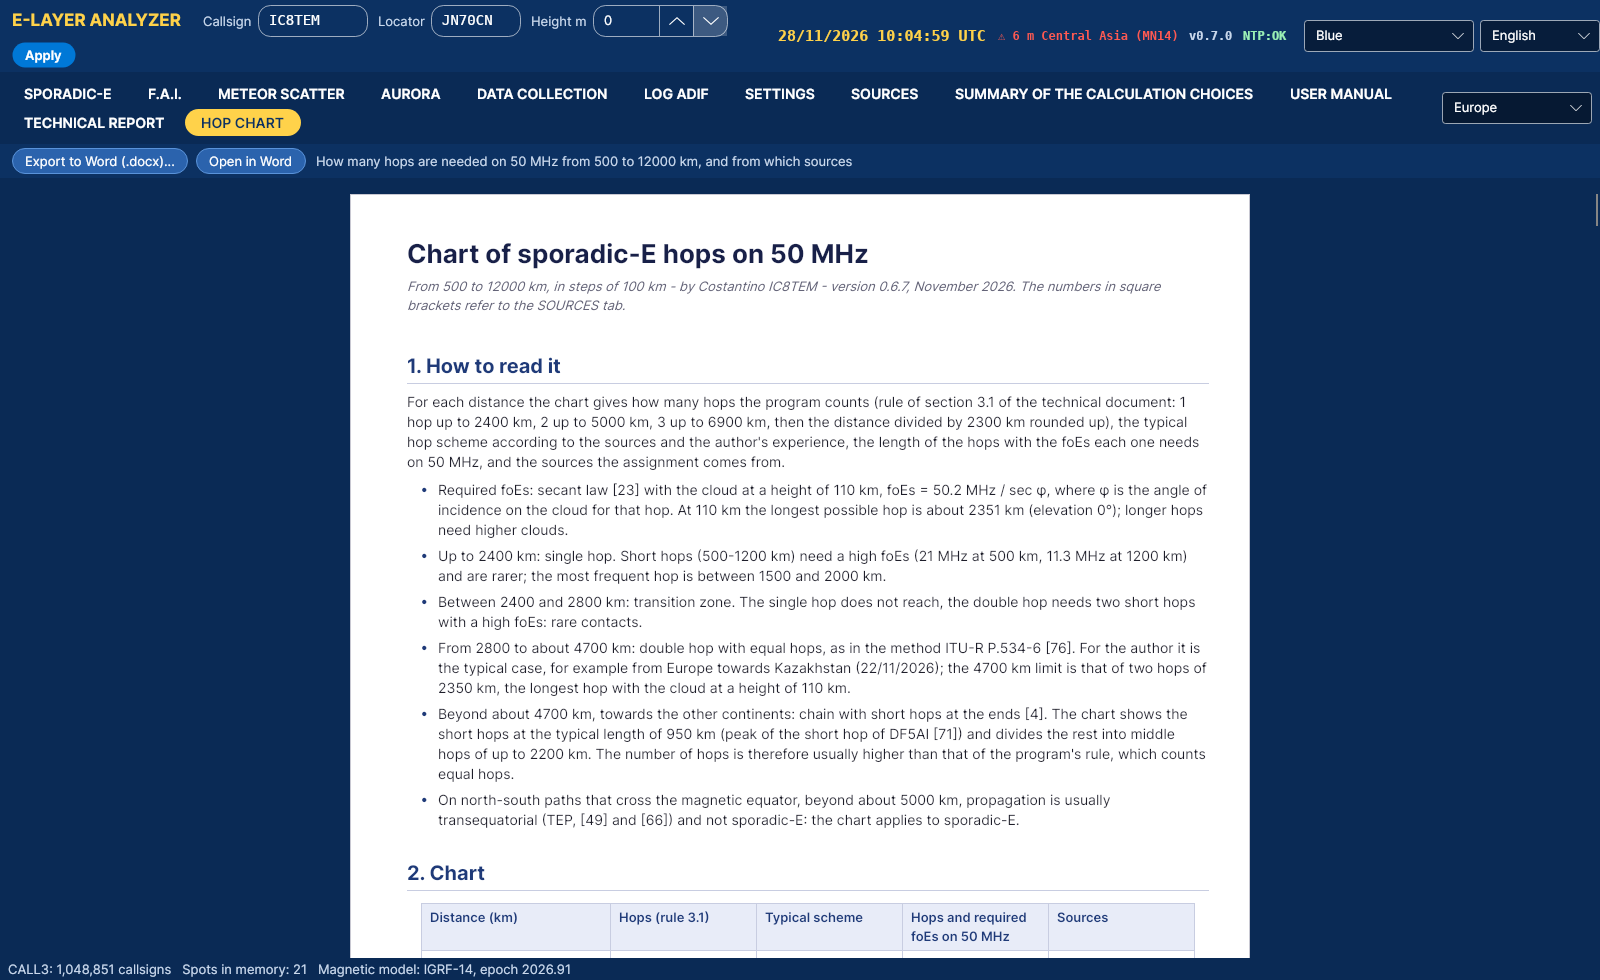 E-LAYER ANALYZER Callsign IC8TEM Locator JN70CN Height m 0
28/11/2026 10:04:59 UTC ⚠ 6 m Central Asia (MN14) v0.7.0 NTP:OK Blue English
Apply
SPORADIC-E F.A.I. METEOR SCATTER AURORA DATA COLLECTION LOG ADIF SETTINGS SOURCES SUMMARY OF THE CALCULATION CHOICES USER MANUAL
Europe
TECHNICAL REPORT HOP CHART
Export to Word (.docx)... Open in Word How many hops are needed on 50 MHz from 500 to 12000 km, and from which sources
Chart of sporadic-E hops on 50 MHz
From 500 to 12000 km, in steps of 100 km - by Costantino IC8TEM - version 0.6.7, November 2026. The numbers in square
brackets refer to the SOURCES tab.
1. How to read it
For each distance the chart gives how many hops the program counts (rule of section 3.1 of the technical document: 1
hop up to 2400 km, 2 up to 5000 km, 3 up to 6900 km, then the distance divided by 2300 km rounded up), the typical
hop scheme according to the sources and the author's experience, the length of the hops with the foEs each one needs
on 50 MHz, and the sources the assignment comes from.
• Required foEs: secant law [23] with the cloud at a height of 110 km, foEs = 50.2 MHz / sec φ, where φ is the angle of
incidence on the cloud for that hop. At 110 km the longest possible hop is about 2351 km (elevation 0°); longer hops
need higher clouds.
• Up to 2400 km: single hop. Short hops (500-1200 km) need a high foEs (21 MHz at 500 km, 11.3 MHz at 1200 km)
and are rarer; the most frequent hop is between 1500 and 2000 km.
• Between 2400 and 2800 km: transition zone. The single hop does not reach, the double hop needs two short hops
with a high foEs: rare contacts.
• From 2800 to about 4700 km: double hop with equal hops, as in the method ITU-R P.534-6 [76]. For the author it is
the typical case, for example from Europe towards Kazakhstan (22/11/2026); the 4700 km limit is that of two hops of
2350 km, the longest hop with the cloud at a height of 110 km.
• Beyond about 4700 km, towards the other continents: chain with short hops at the ends [4]. The chart shows the
short hops at the typical length of 950 km (peak of the short hop of DF5AI [71]) and divides the rest into middle
hops of up to 2200 km. The number of hops is therefore usually higher than that of the program's rule, which counts
equal hops.
• On north-south paths that cross the magnetic equator, beyond about 5000 km, propagation is usually
transequatorial (TEP, [49] and [66]) and not sporadic-E: the chart applies to sporadic-E.
2. Chart
Distance (km) Hops (rule 3.1) Typical scheme Hops and required Sources
foEs on 50 MHz
CALL3: 1,048,851 callsigns Spots in memory: 21 Magnetic model: IGRF-14, epoch 2026.91